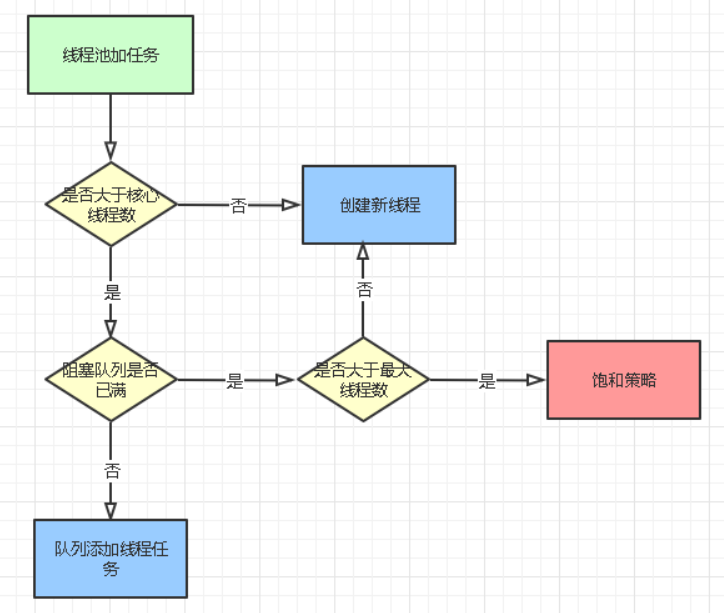 线程池加任务
是否大于核心
线程数
否
创建新线程
是
否
阻塞队列是否
已满
是
是否大于最大
线程数
是
饱和策略
否
队列添加线程任
务